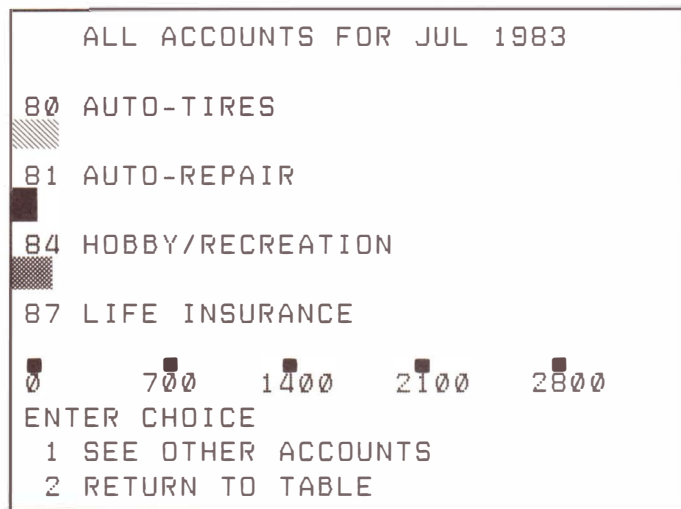 ALL ACCOUNTS FOR JUL 1983
80 AUTO-TIRES
81 AUTO-REPAIR
84 HOBBY/RECREATION
87 LIFE INSURANCE
0 700 1400 2100 2800
ENTER CHOICE
1 SEE OTHER ACCOUNTS
2 RETURN TO TABLE